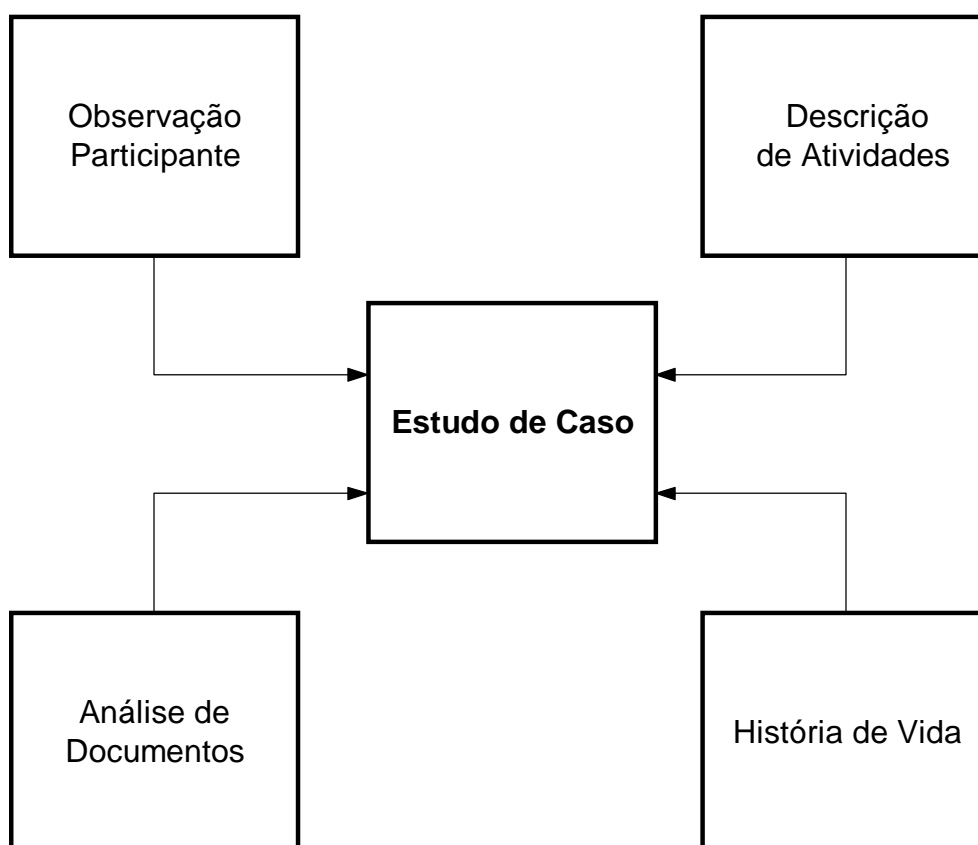 Observação
Participante
Descrição
de Atividades
Estudo de Caso
Análise de
Documentos
História de Vida